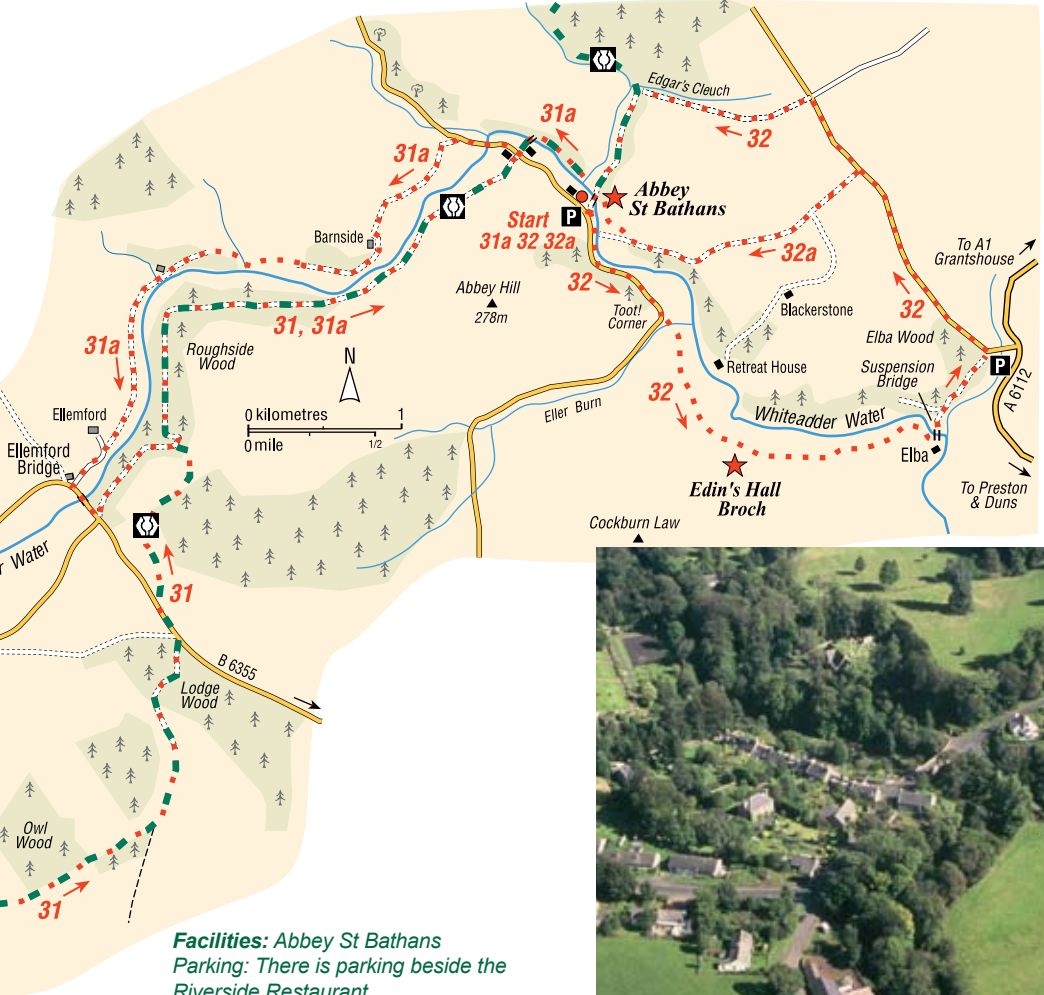 Edgar's Cleuch
31a
32
31a
Abbey
St Bathans
Start
31a 32 32a
P
Barnside
32a
To A1
Grantshouse
Abbey Hill
278m
32
Toot!
Corner
Blackerstone
32
31, 31a
Elba Wood
31a
Roughside
Wood
N
Retreat House
Suspension
Bridge
P
A 6112
0 kilometres 1
0 mile 1/2
Eller Burn
32
Whiteadder Water
Ellemford
Ellemford
Bridge
Elba
Edin's Hall
Broch
To Preston
& Duns
Cockburn Law
r Water
31
B 6355
Lodge
Wood
Owl
Wood
31
Facilities: Abbey St Bathans
Parking: There is parking beside the
Riverside Restaurant